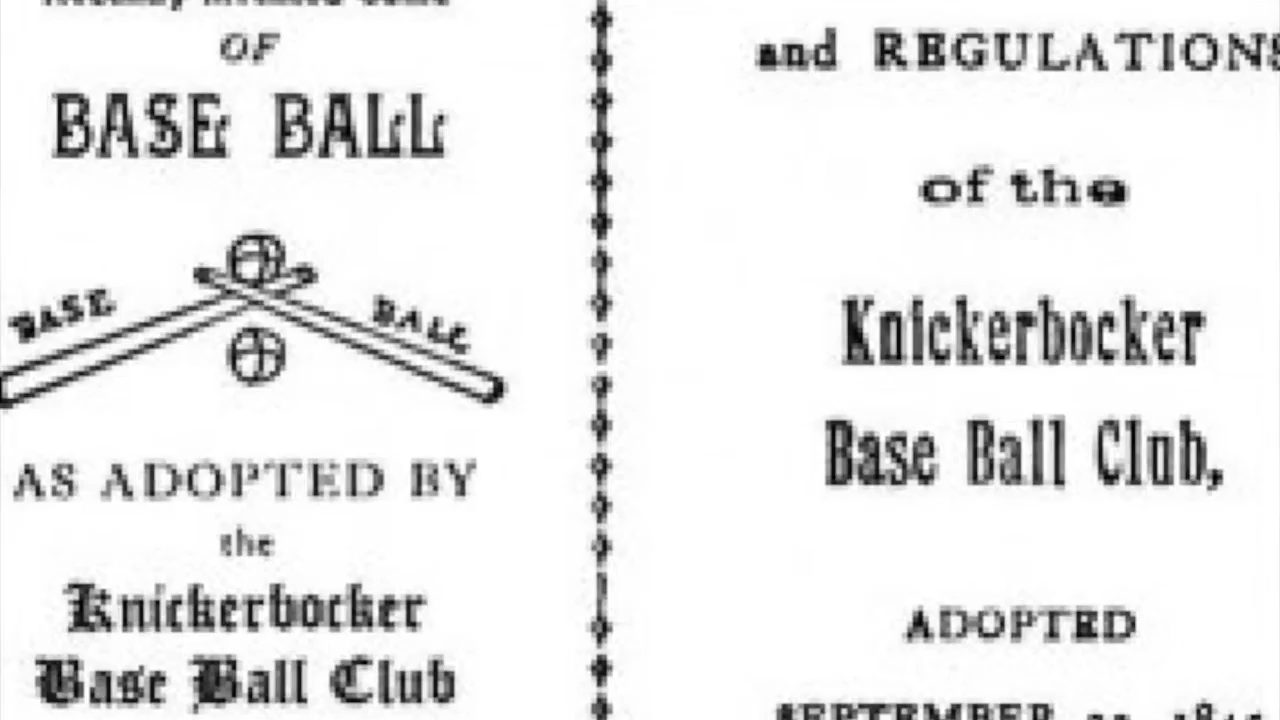 OF
BASE BALL
BASE BALL
AS ADOPTED BY
the
Knickerbocker
Base Ball Club
and REGULATIONS
of the
Knickerbocker
Base Ball Club,
ADOPTED
SEPTEMBER